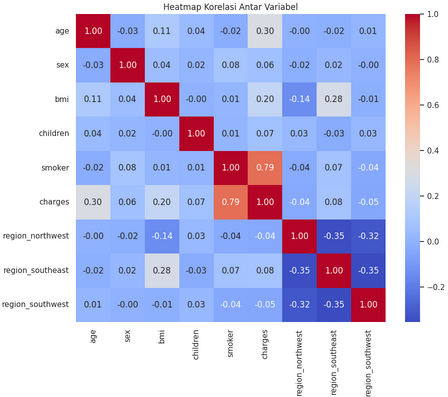 Heatmap Korelasi Antar Variabel
age 1.00 -0.03 0.11 0.04 -0.02 0.30 -0.00 -0.02 0.01
sex -0.03 1.00 0.04 0.02 0.08 0.06 -0.02 0.02 -0.00
bmi 0.11 0.04 1.00 -0.00 0.01 0.20 -0.14 0.28 -0.01
children 0.04 0.02 -0.00 1.00 0.01 0.07 0.03 -0.03 0.03
smoker -0.02 0.08 0.01 0.01 1.00 0.79 -0.04 0.07 -0.04
charges 0.30 0.06 0.20 0.07 0.79 1.00 -0.04 0.08 -0.05
region_northwest -0.00 -0.02 -0.14 0.03 -0.04 -0.04 1.00 -0.35 -0.32
region_southeast -0.02 0.02 0.28 -0.03 0.07 0.08 -0.35 1.00 -0.35
region_southwest 0.01 -0.00 -0.01 0.03 -0.04 -0.05 -0.32 -0.35 1.00
age sex bmi children smoker charges region_northwest region_southeast region_southwest
1.0
0.8
0.6
0.4
0.2
0.0
−0.2